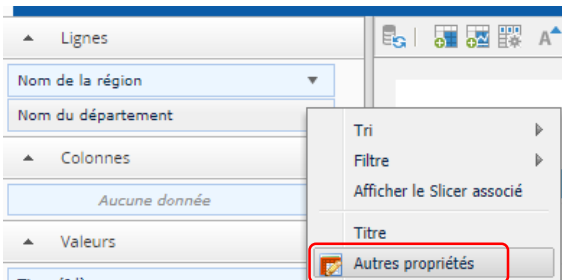 Lignes
A
Nom de la région
Nom du département
Colonnes
Aucune donnée
Valeurs
Tri
Filtre
Afficher le Slicer associé
Titre
Autres propriétés